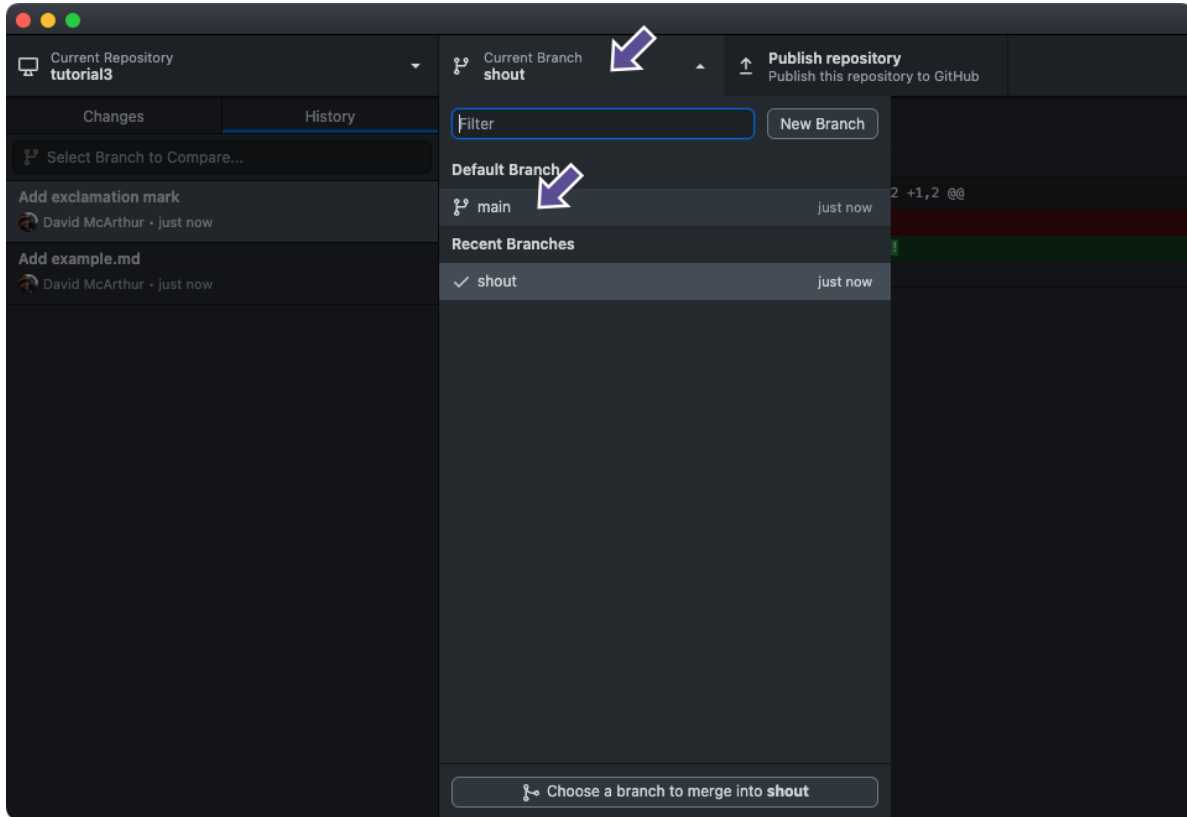 Current Repository
tutorial3
Current Branch
shout
Publish repository
Publish this repository to GitHub
Changes
History
Select Branch to Compare...
Add exclamation mark
David McArthur • just now
Add example.md
David McArthur • just now
Filter
New Branch
Default Branch
main
just now
Recent Branches
shout
just now
Choose a branch to merge into shout
2 +1,2 @@
!